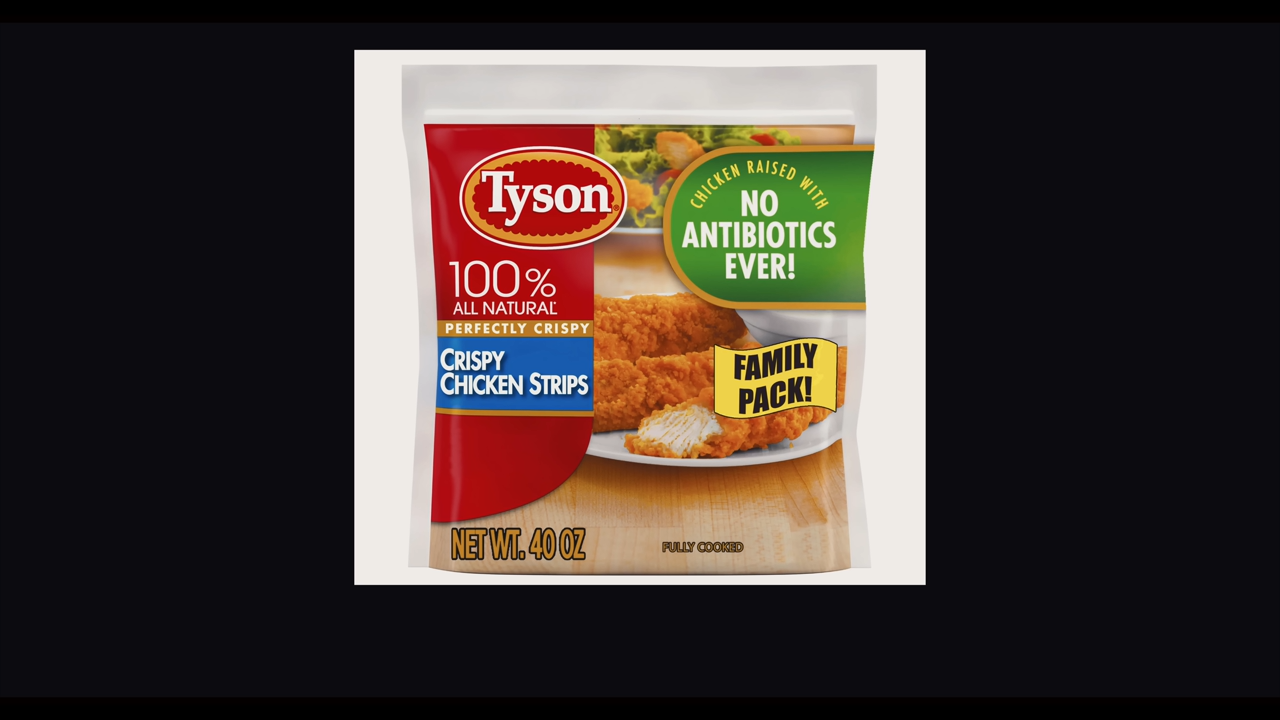 Tyson
100%
ALL NATURAL*
PERFECTLY CRISPY
CRISPY
CHICKEN STRIPS
CHICKEN RAISED WITH
NO
ANTIBIOTICS
EVER!
FAMILY
PACK!
NET WT. 40 OZ
FULLY COOKED